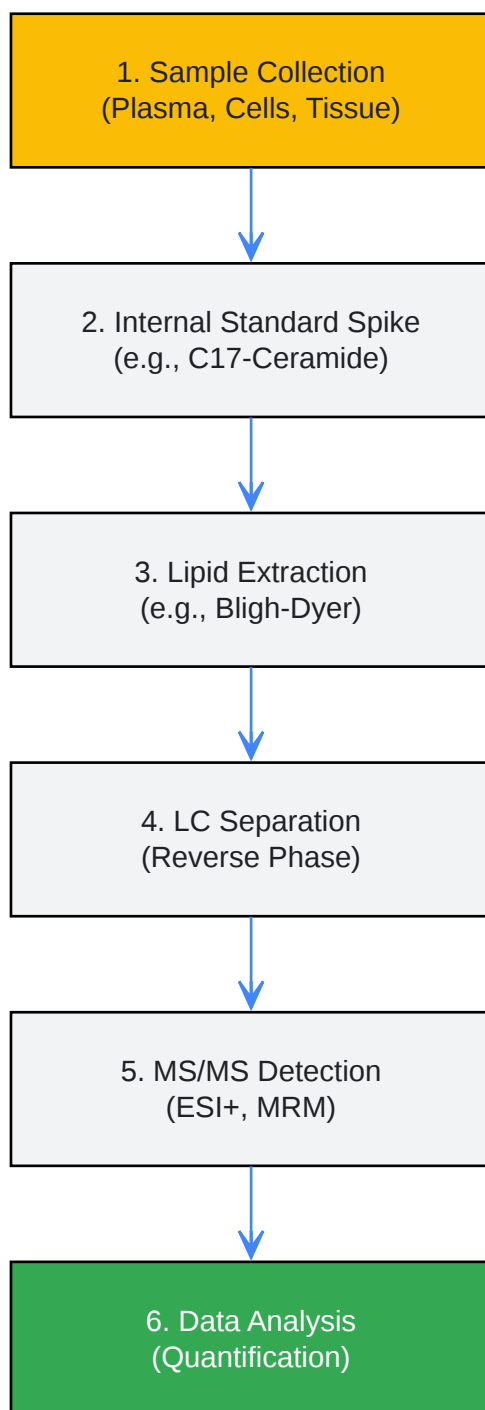 1. Sample Collection
(Plasma, Cells, Tissue)
2. Internal Standard Spike
(e.g., C17-Ceramide)
3. Lipid Extraction
(e.g., Bligh-Dyer)
4. LC Separation
(Reverse Phase)
5. MS/MS Detection
(ESI+, MRM)
6. Data Analysis
(Quantification)